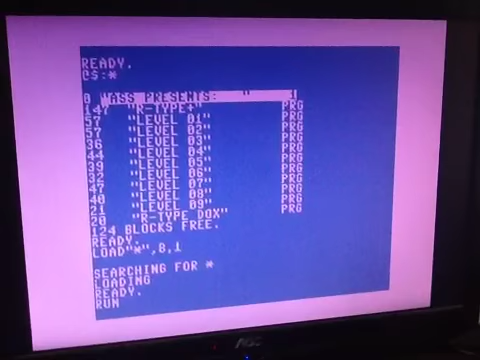 READY.
@$:*
0 "ASS PRESENTS: "
147 "R-TYPE+" PRG
57 "LEVEL 01" PRG
57 "LEVEL 02" PRG
36 "LEVEL 03" PRG
44 "LEVEL 04" PRG
39 "LEVEL 05" PRG
32 "LEVEL 06" PRG
47 "LEVEL 07" PRG
40 "LEVEL 08" PRG
21 "LEVEL 09" PRG
20 "R-TYPE DOX" PRG
124 BLOCKS FREE.
READY.
LOAD"*",8,1
SEARCHING FOR *
LOADING
READY.
RUN
AOC